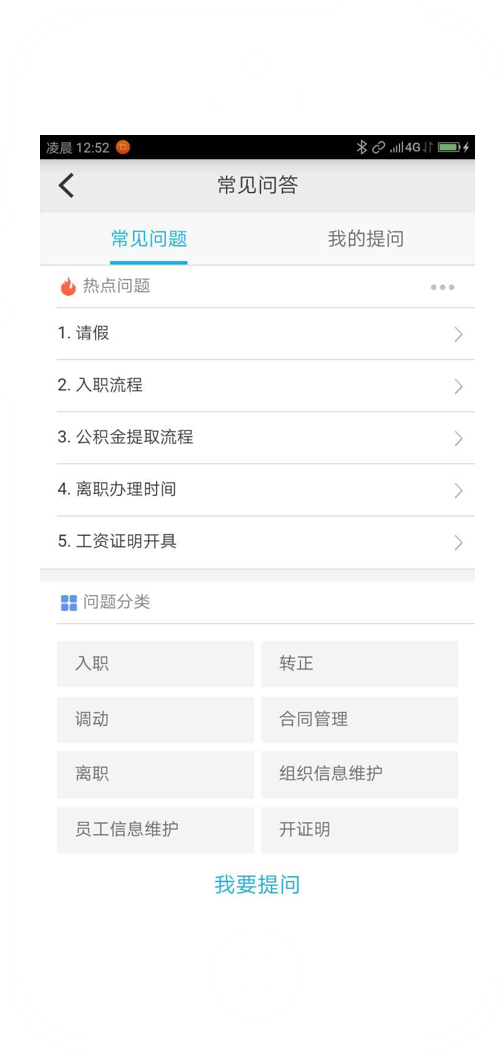 凌晨 12:52 4G
常见问答
常见问题 我的提问
热点问题
1. 请假
2. 入职流程
3. 公积金提取流程
4. 离职办理时间
5. 工资证明开具
问题分类
入职 转正
调动 合同管理
离职 组织信息维护
员工信息维护 开证明
我要提问